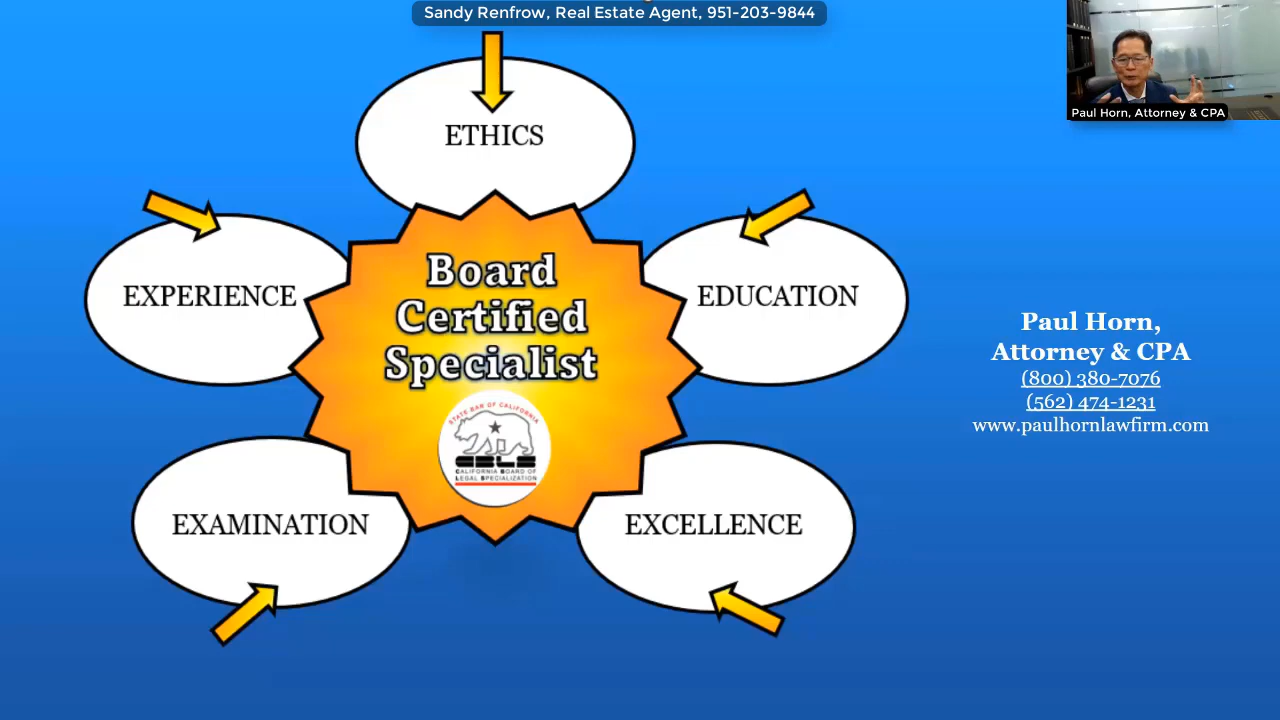 Sandy Renfrow, Real Estate Agent, 951-203-9844
Paul Horn, Attorney & CPA
ETHICS
EXPERIENCE
EDUCATION
Board
Certified
Specialist
STATE BAR OF CALIFORNIA
CBLS
CALIFORNIA BOARD OF
LEGAL SPECIALIZATION
EXAMINATION
EXCELLENCE
Paul Horn,
Attorney & CPA
(800) 380-7076
(562) 474-1231
www.paulhornlawfirm.com